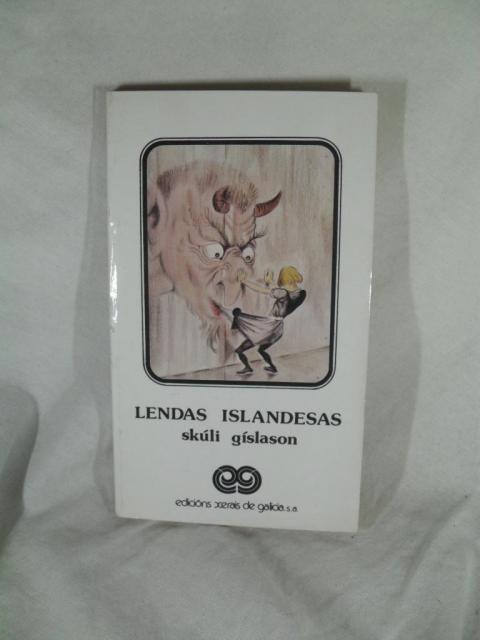 LENDAS ISLANDESAS
skúli gíslason
edicións xerais de galicia, s.a.